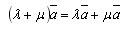 (λ + μ)a̅ = λa̅ + μa̅